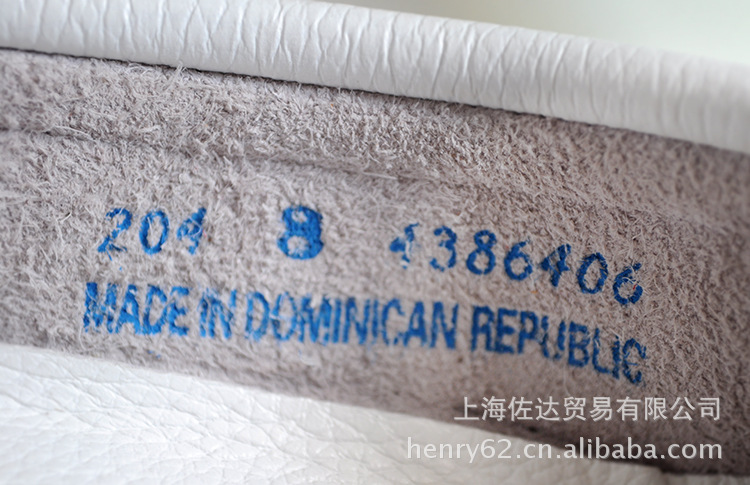 204 8 4386406
MADE IN DOMINICAN REPUBLIC
上海佐达贸易有限公司
henry62.cn.alibaba.com